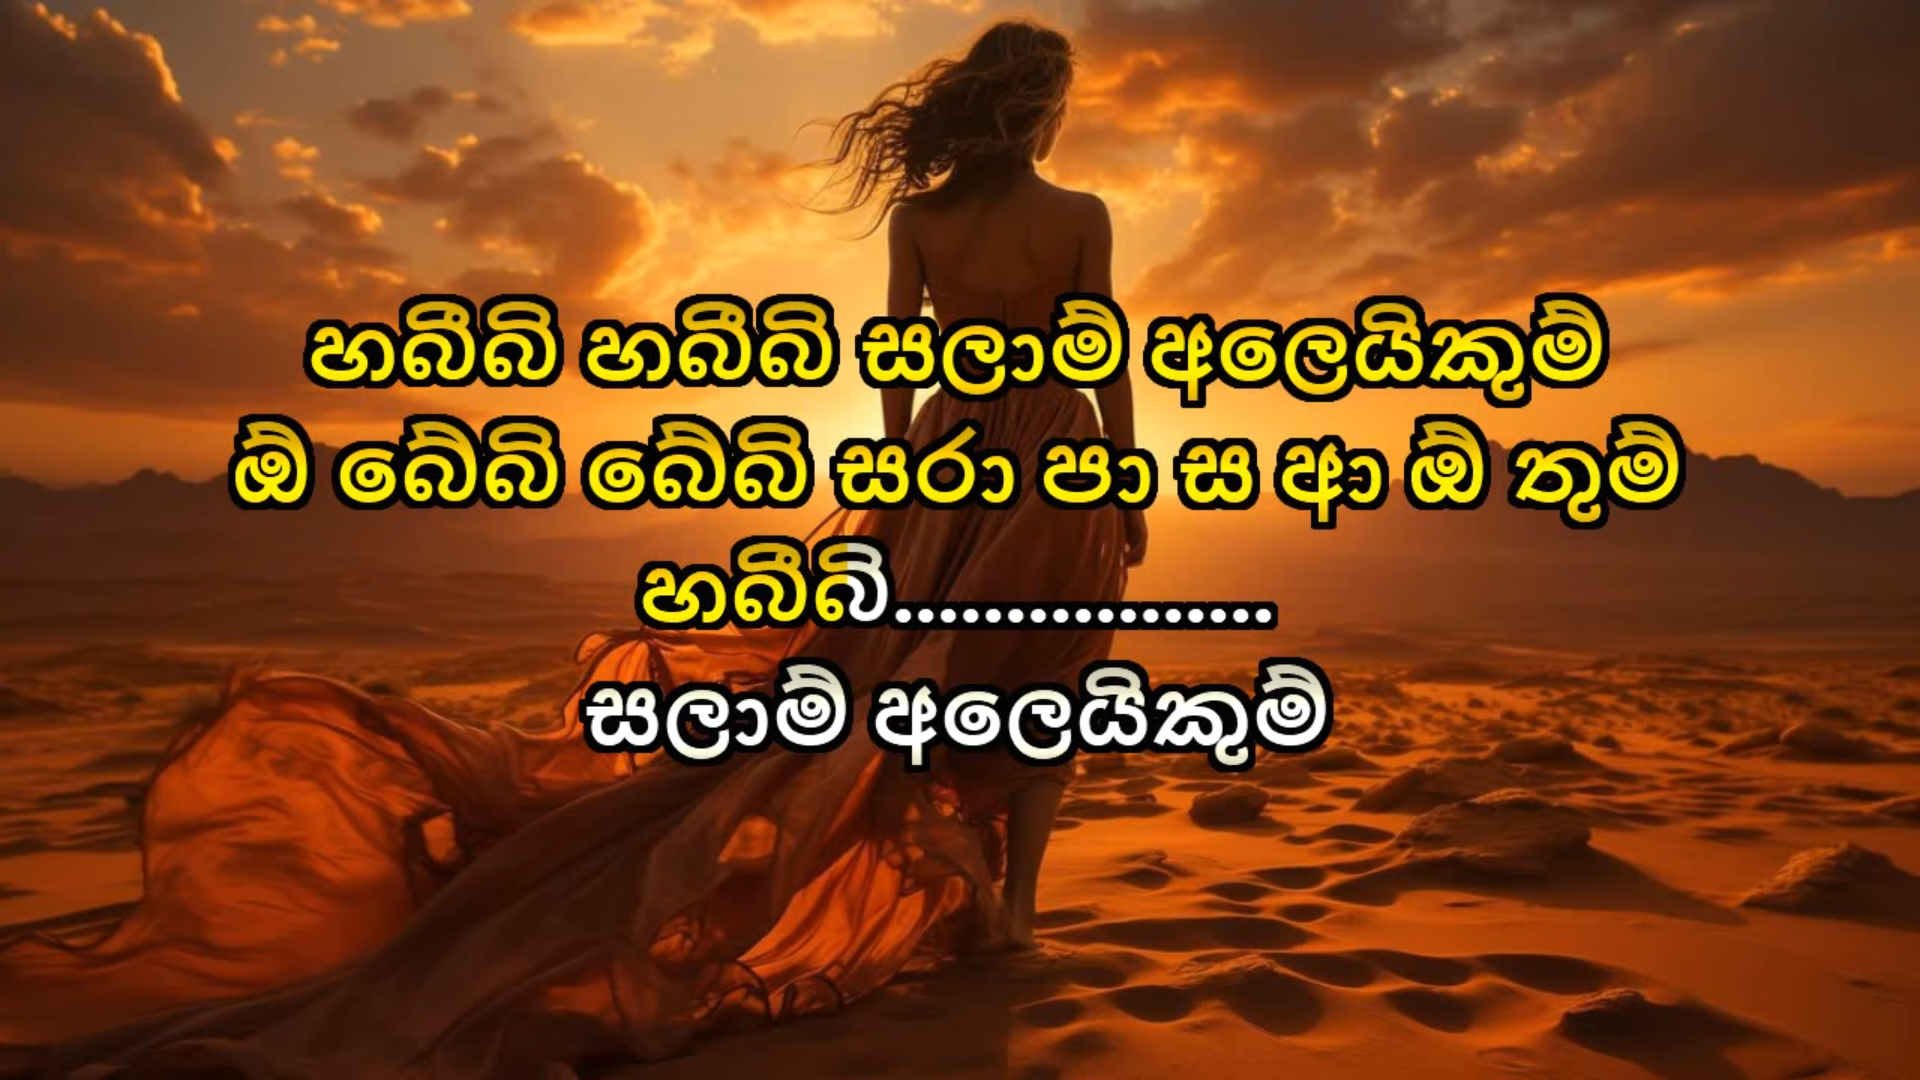 හබීබි හබීබි සලාම් අලෙයිකුම්
ඕ බේබි බේබි සරා පා ස ආ ඕ තුම්
හබීබි.................
සලාම් අලෙයිකුම්